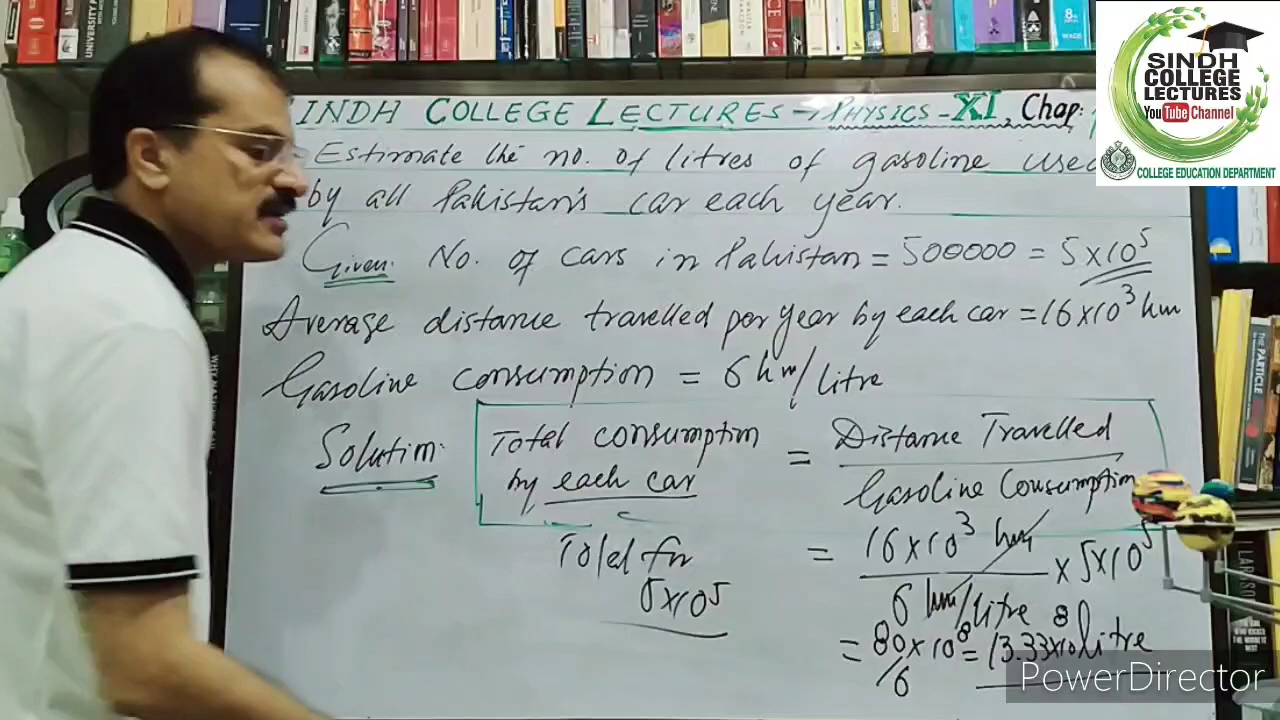 SINDH
COLLEGE
LECTURES
YouTube Channel
COLLEGE EDUCATION DEPARTMENT
INDH COLLEGE LECTURES → PHYSICS - XI, Chap:
Estimate the no. of litres of gasoline used
by all Pakistan's car each year.
Given: No. of cars in Pakistan = 500000 = 5×10⁵
Average distance travelled per year by each car = 16×10³ km
Gasoline consumption = 6 km/litre
Solution: Total consumption = Distance Travelled
by each car Gasoline Consumption
Total for = 16×10³ km × 5×10⁵
5×10⁵ 6 km/litre
= 80×10⁸/6 = 13.33×10⁸ litre
PowerDirector
UNIVERSITY
THE PARTICLE